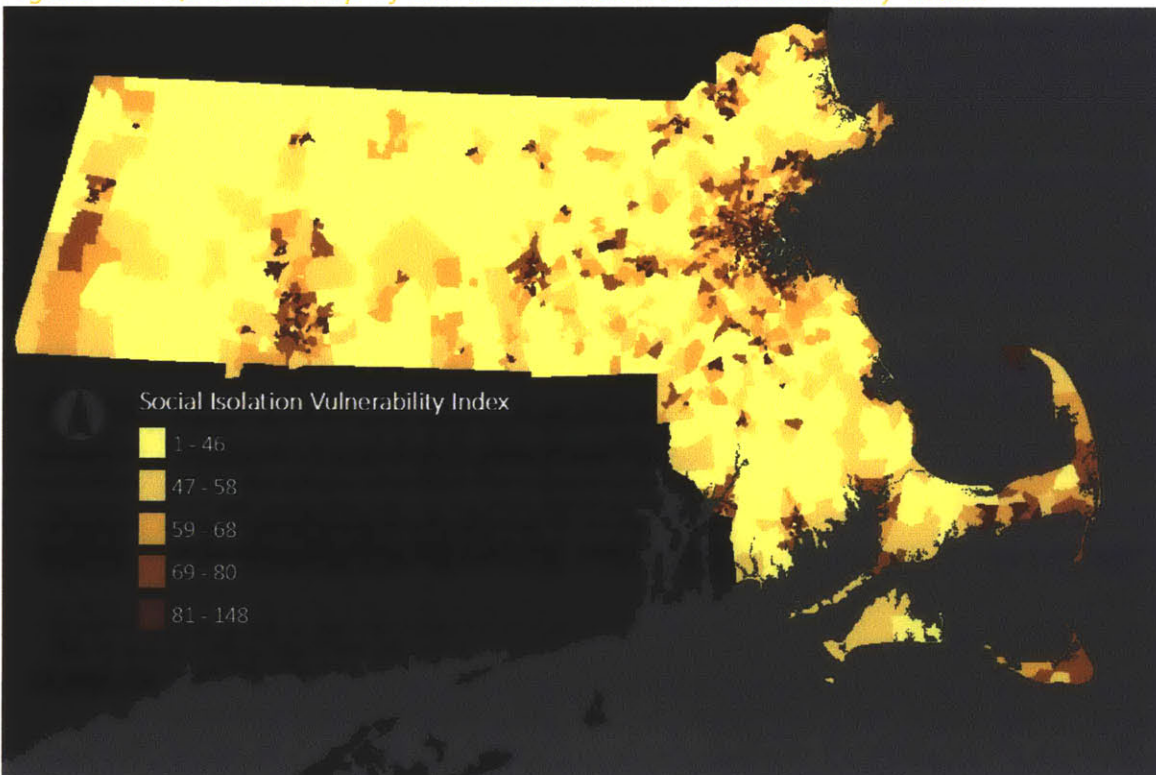 Social Isolation Vulnerability Index
1 - 46
47 - 58
59 - 68
69 - 80
81 - 148